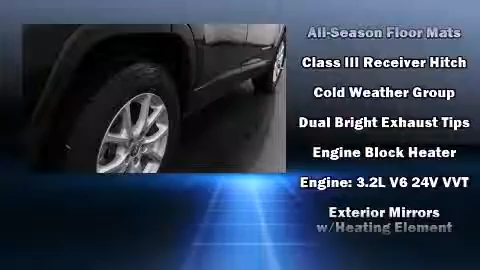 All-Season Floor Mats
Class III Receiver Hitch
Cold Weather Group
Dual Bright Exhaust Tips
Engine Block Heater
Engine: 3.2L V6 24V VVT
Exterior Mirrors
w/Heating Element